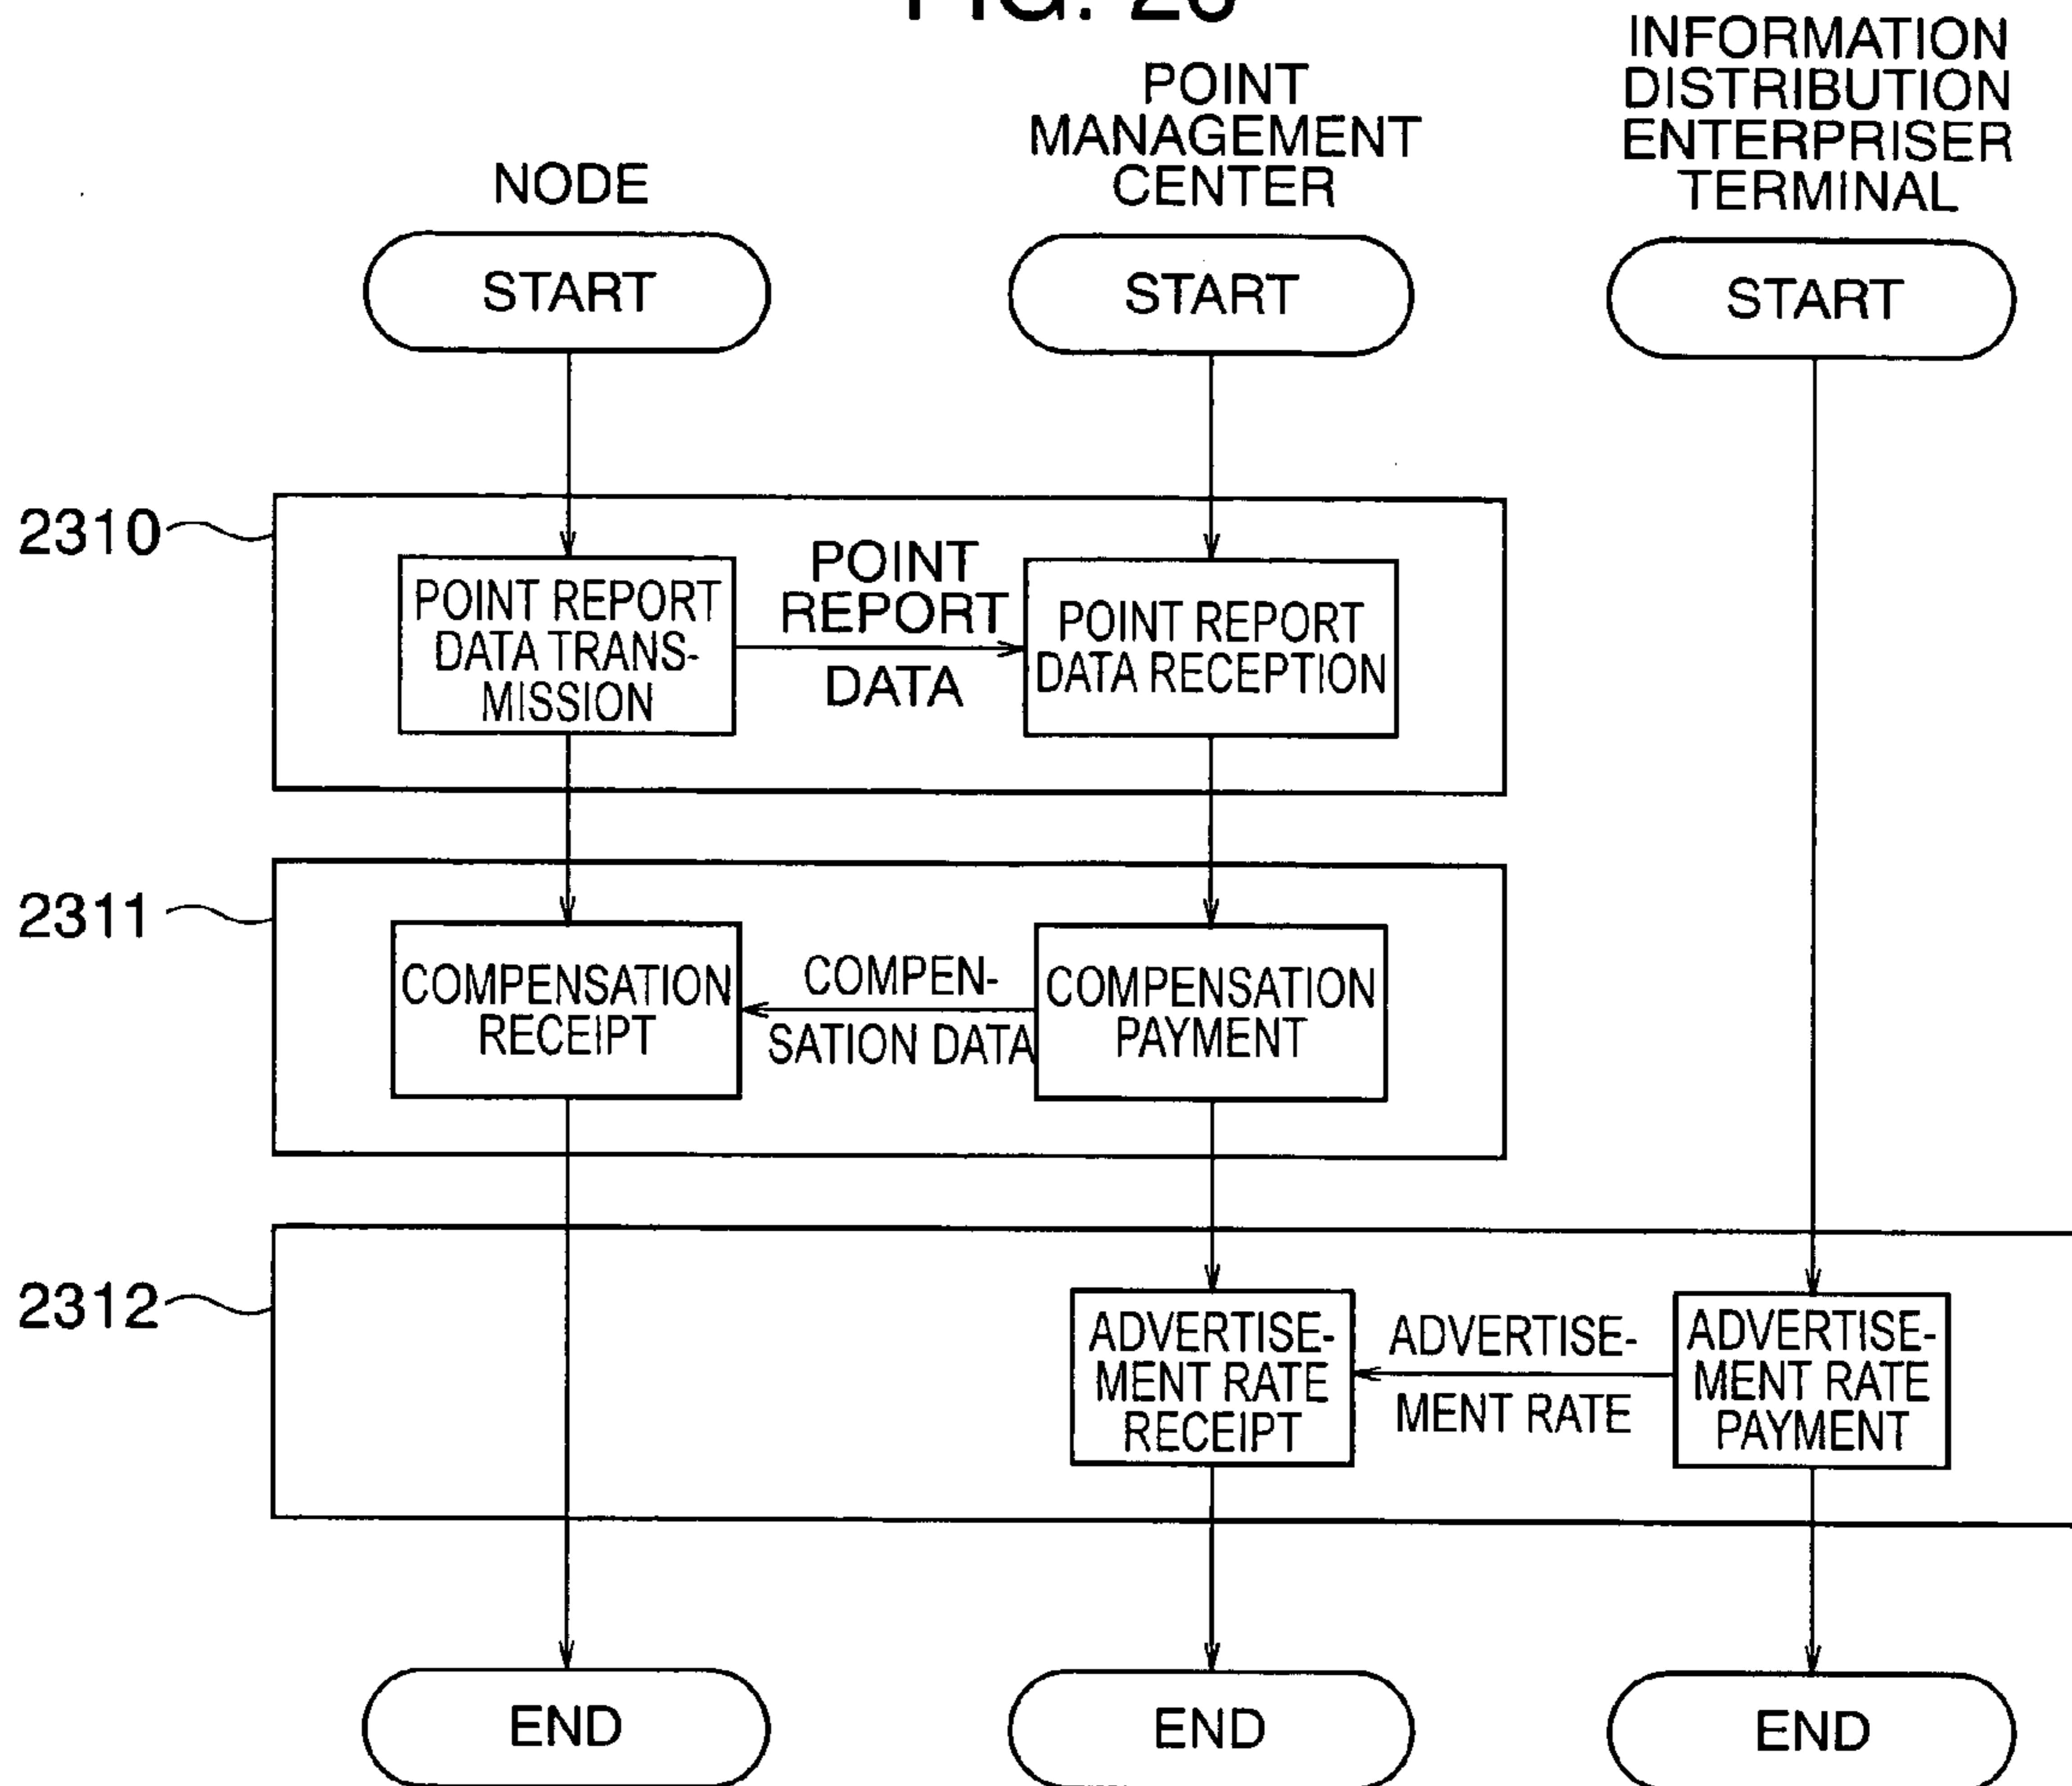 NODE
POINT
MANAGEMENT
CENTER
INFORMATION
DISTRIBUTION
ENTERPRISER
TERMINAL
START
START
START
2310
POINT REPORT
DATA TRANS-
MISSION
POINT
REPORT
DATA
POINT REPORT
DATA RECEPTION
2311
COMPENSATION
RECEIPT
COMPEN-
SATION DATA
COMPENSATION
PAYMENT
2312
ADVERTISE-
MENT RATE
RECEIPT
ADVERTISE-
MENT RATE
ADVERTISE-
MENT RATE
PAYMENT
END
END
END